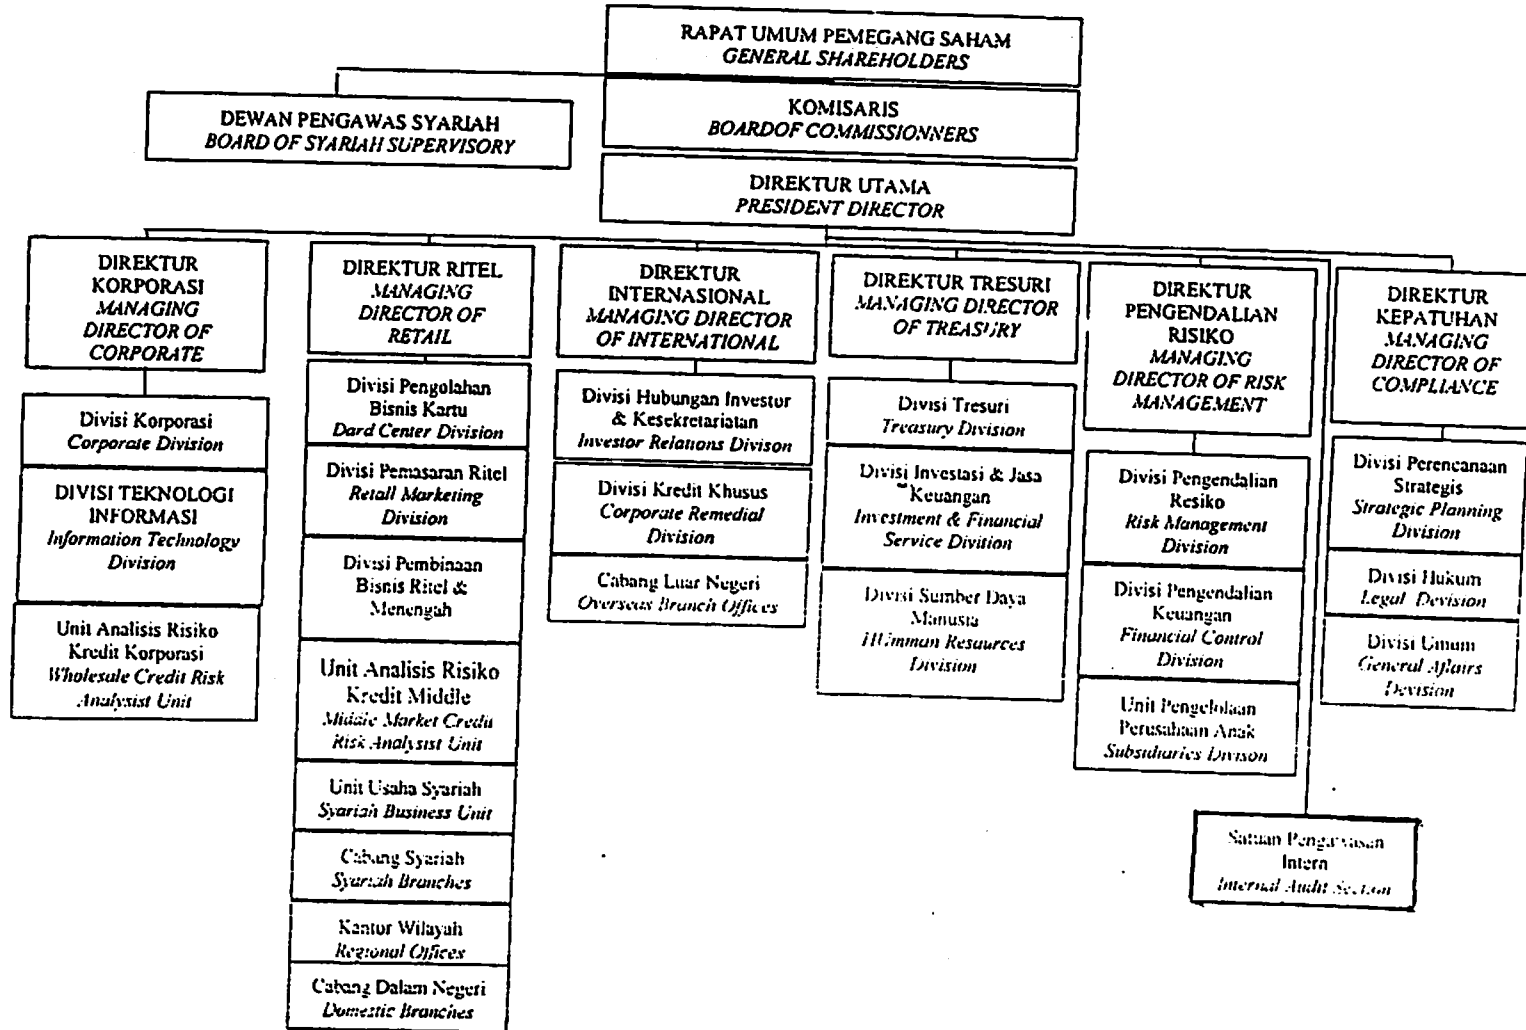 RAPAT UMUM PEMEGANG SAHAM
GENERAL SHAREHOLDERS
KOMISARIS
BOARDOF COMMISSIONNERS
DEWAN PENGAWAS SYARIAH
BOARD OF SYARIAH SUPERVISORY
DIREKTUR UTAMA
PRESIDENT DIRECTOR
DIREKTUR
KORPORASI
MANAGING
DIRECTOR OF
CORPORATE
Divisi Korporasi
Corporate Division
DIVISI TEKNOLOGI
INFORMASI
Information Technology
Division
Unit Analisis Risiko
Kredit Korporasi
Wholesale Credit Risk
Analysist Unit
DIREKTUR RITEL
MANAGING
DIRECTOR OF
RETAIL
Divisi Pengolahan
Bisnis Kartu
Dard Center Division
Divisi Pemasaran Ritel
Retail Marketing
Division
Divisi Pembinaan
Bisnis Ritel &
Menengah
Unit Analisis Risiko
Kredit Middle
Middle Market Credit
Risk Analysist Unit
Unit Usaha Syariah
Syariah Business Unit
Cabang Syariah
Syariah Branches
Kantor Wilayah
Regional Offices
Cabang Dalam Negeri
Domestic Branches
DIREKTUR
INTERNASIONAL
MANAGING DIRECTOR
OF INTERNATIONAL
Divisi Hubungan Investor
& Kesekretariatan
Investor Relations Divison
Divisi Kredit Khusus
Corporate Remedial
Division
Cabang Luar Negeri
Overseas Branch Offices
DIREKTUR TRESURI
MANAGING DIRECTOR
OF TREASURY
Divisi Tresuri
Treasury Division
Divisi Investasi & Jasa
Keuangan
Investment & Financial
Service Divition
Divisi Sumber Daya
Manusia
Resaurces
Division
DIREKTUR
PENGENDALIAN
RISIKO
MANAGING
DIRECTOR OF RISK
MANAGEMENT
Divisi Pengendalian
Resiko
Risk Management
Division
Divisi Pengendalian
Keuangan
Financial Control
Division
Unit Pengelolaan
Perusahaan Anak
Subsidiaries Divison
DIREKTUR
KEPATUHAN
MANAGING
DIRECTOR OF
COMPLIANCE
Divisi Perencanaan
Strategis
Strategic Planning
Division
Divisi Hukum
Legal Devision
Divisi Umum
General Affairs
Devision
Satuan Pengawasan
Intern
Internal Audit Section